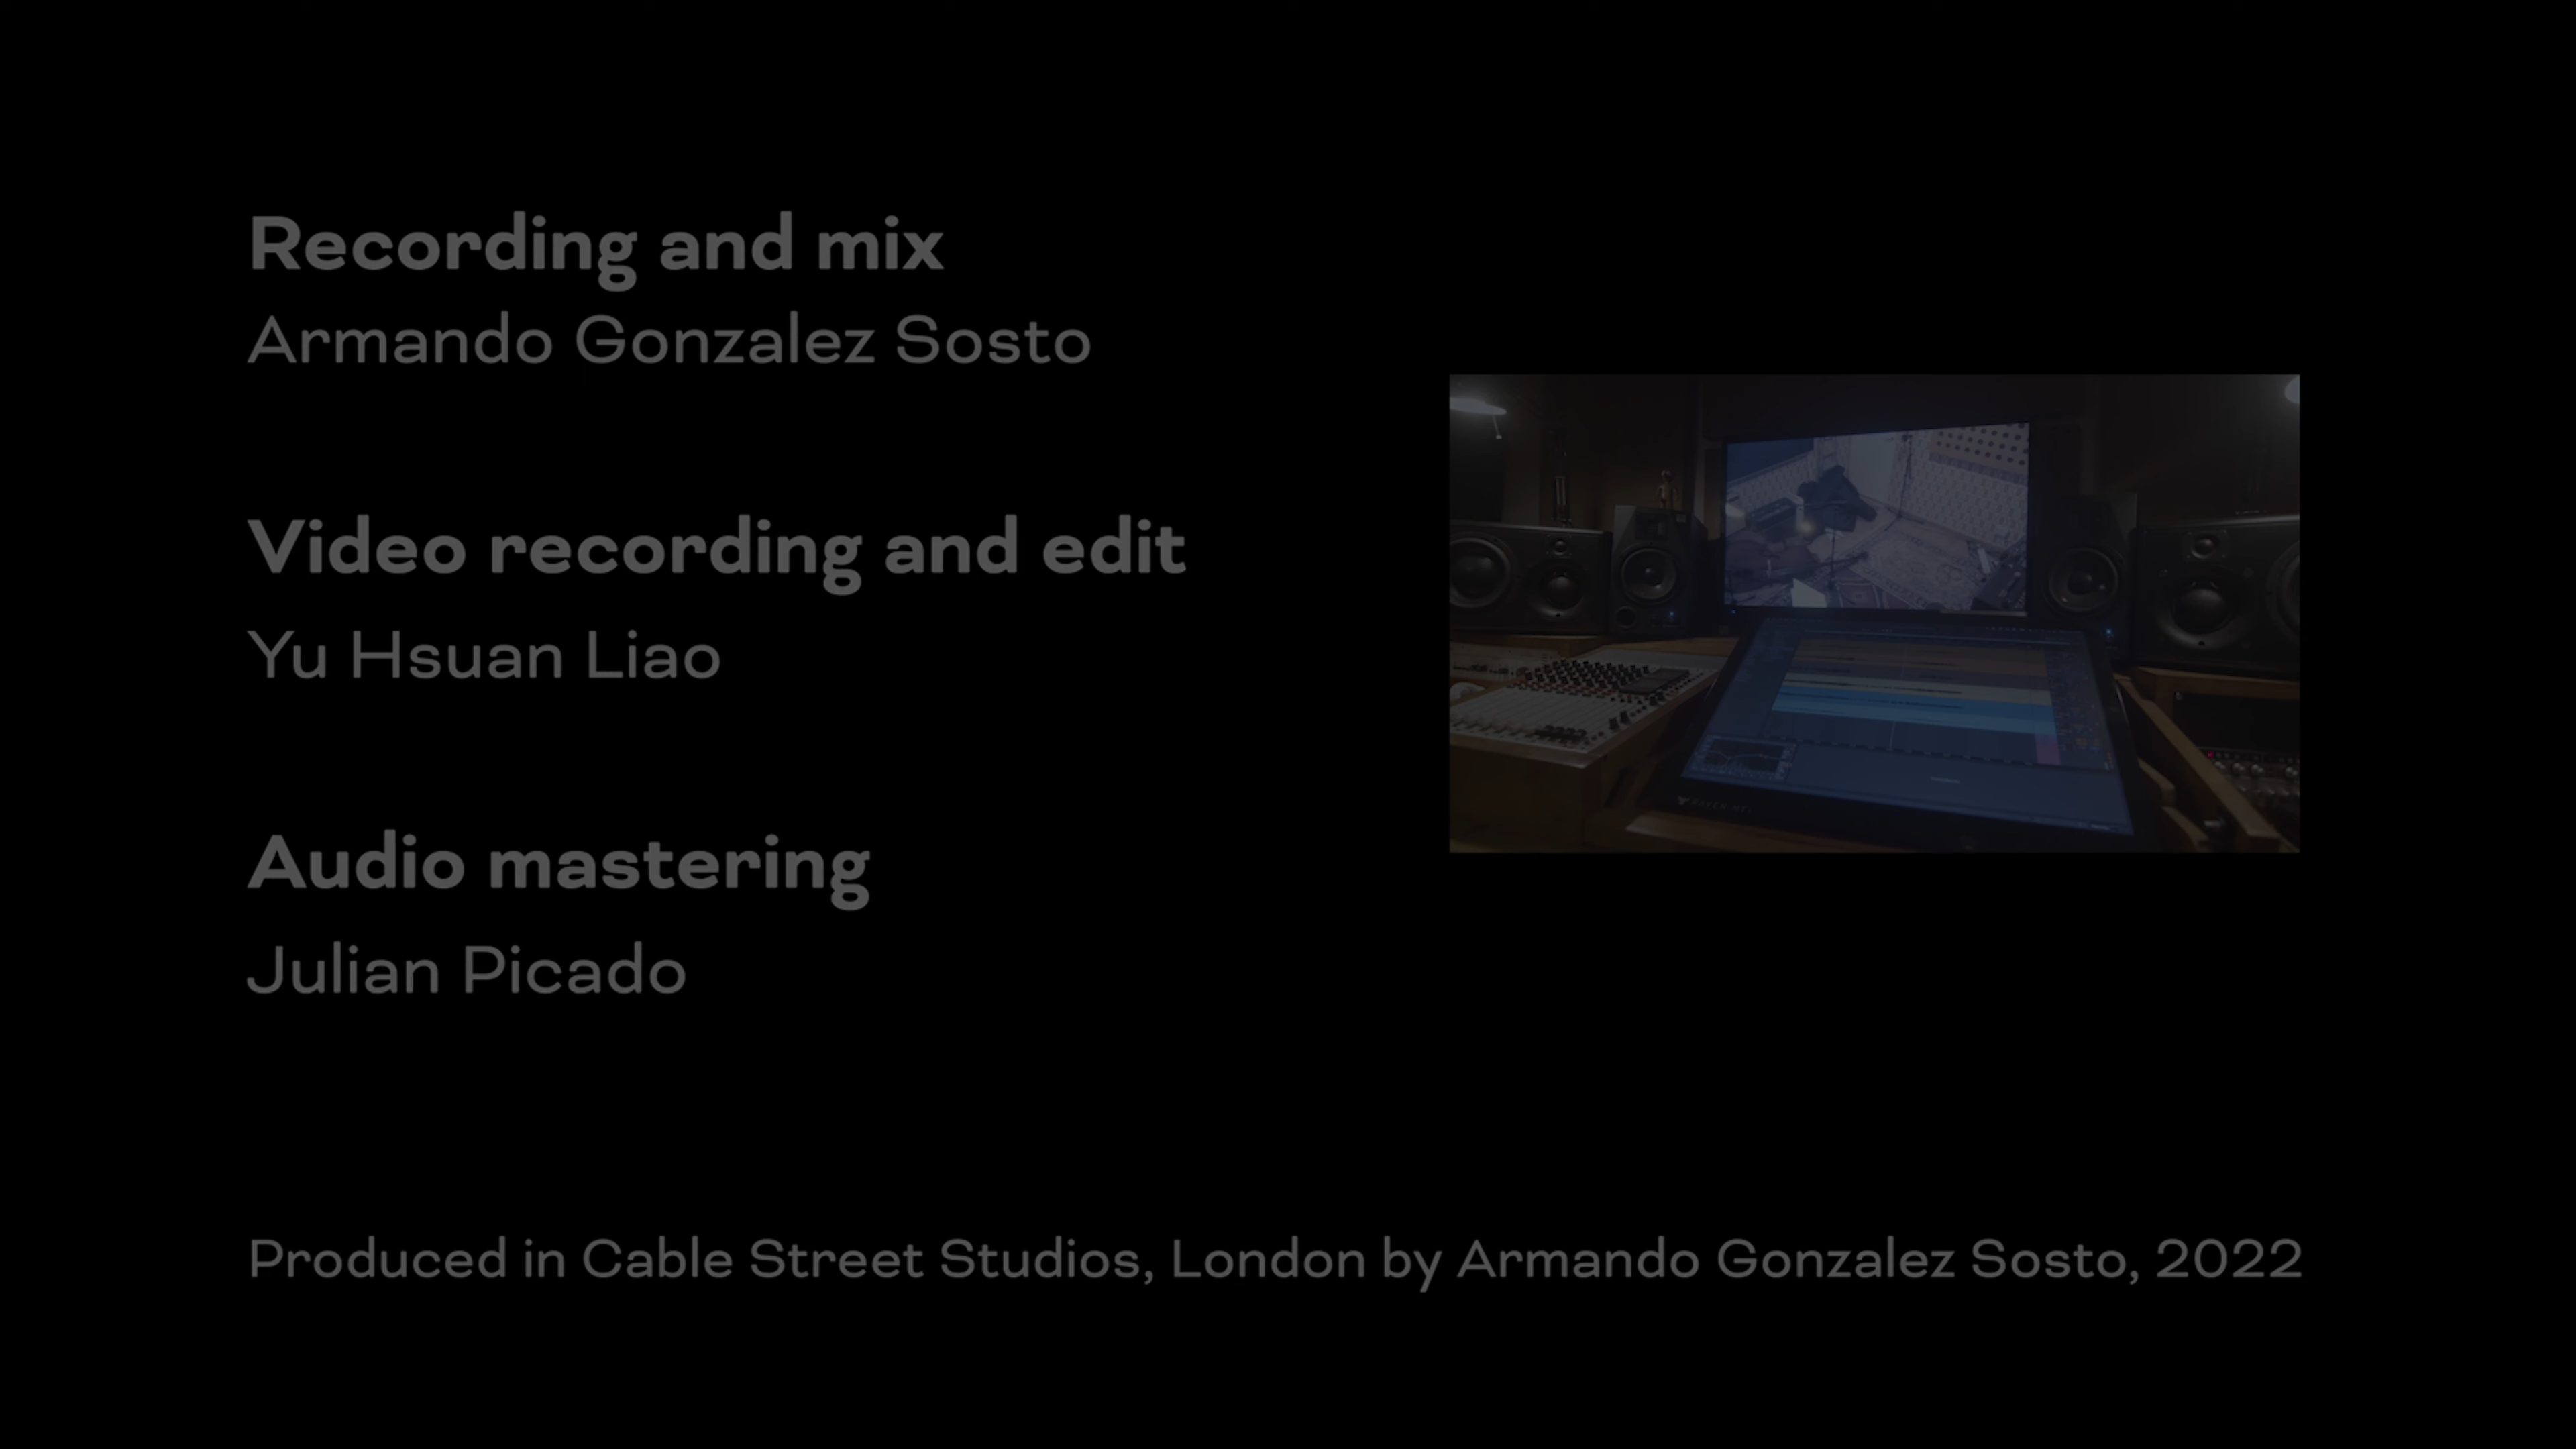 Recording and mix
Armando Gonzalez Sosto
Video recording and edit
Yu Hsuan Liao
Audio mastering
Julian Picado
Produced in Cable Street Studios, London by Armando Gonzalez Sosto, 2022